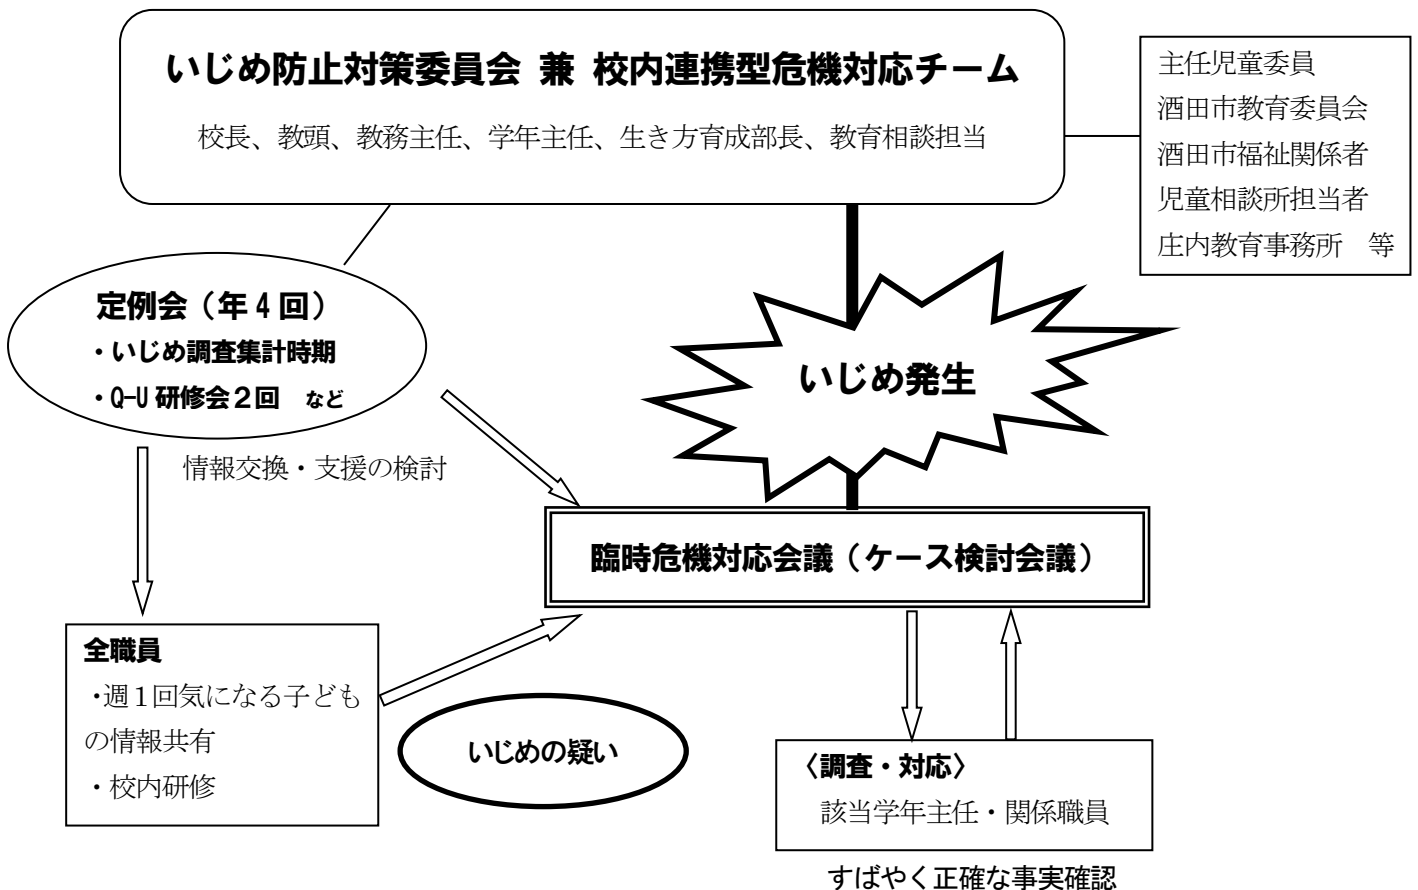 いじめ防止対策委員会 兼 校内連携型危機対応チーム
校長、教頭、教務主任、学年主任、生き方育成部長、教育相談担当
主任児童委員
酒田市教育委員会
酒田市福祉関係者
児童相談所担当者
庄内教育事務所　等
定例会（年４回）
・いじめ調査集計時期
・Q-U研修会２回　など
いじめ発生
情報交換・支援の検討
臨時危機対応会議（ケース検討会議）
全職員
・週１回気になる子ども
の情報共有
・校内研修
いじめの疑い
〈調査・対応〉
該当学年主任・関係職員
すばやく正確な事実確認